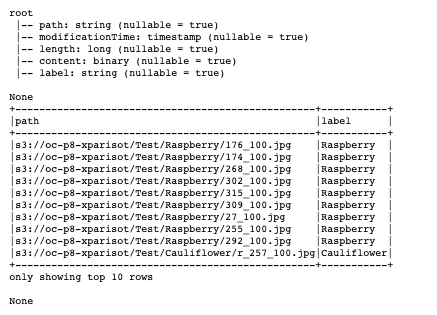 root
 |-- path: string (nullable = true)
 |-- modificationTime: timestamp (nullable = true)
 |-- length: long (nullable = true)
 |-- content: binary (nullable = true)
 |-- label: string (nullable = true)

None
+--------------------------------------------------+-----------+
|path                                              |label      |
+--------------------------------------------------+-----------+
|s3://oc-p8-xparisot/Test/Raspberry/176_100.jpg    |Raspberry  |
|s3://oc-p8-xparisot/Test/Raspberry/174_100.jpg    |Raspberry  |
|s3://oc-p8-xparisot/Test/Raspberry/268_100.jpg    |Raspberry  |
|s3://oc-p8-xparisot/Test/Raspberry/302_100.jpg    |Raspberry  |
|s3://oc-p8-xparisot/Test/Raspberry/315_100.jpg    |Raspberry  |
|s3://oc-p8-xparisot/Test/Raspberry/309_100.jpg    |Raspberry  |
|s3://oc-p8-xparisot/Test/Raspberry/27_100.jpg     |Raspberry  |
|s3://oc-p8-xparisot/Test/Raspberry/255_100.jpg    |Raspberry  |
|s3://oc-p8-xparisot/Test/Raspberry/292_100.jpg    |Raspberry  |
|s3://oc-p8-xparisot/Test/Cauliflower/r_257_100.jpg|Cauliflower|
+--------------------------------------------------+-----------+
only showing top 10 rows

None